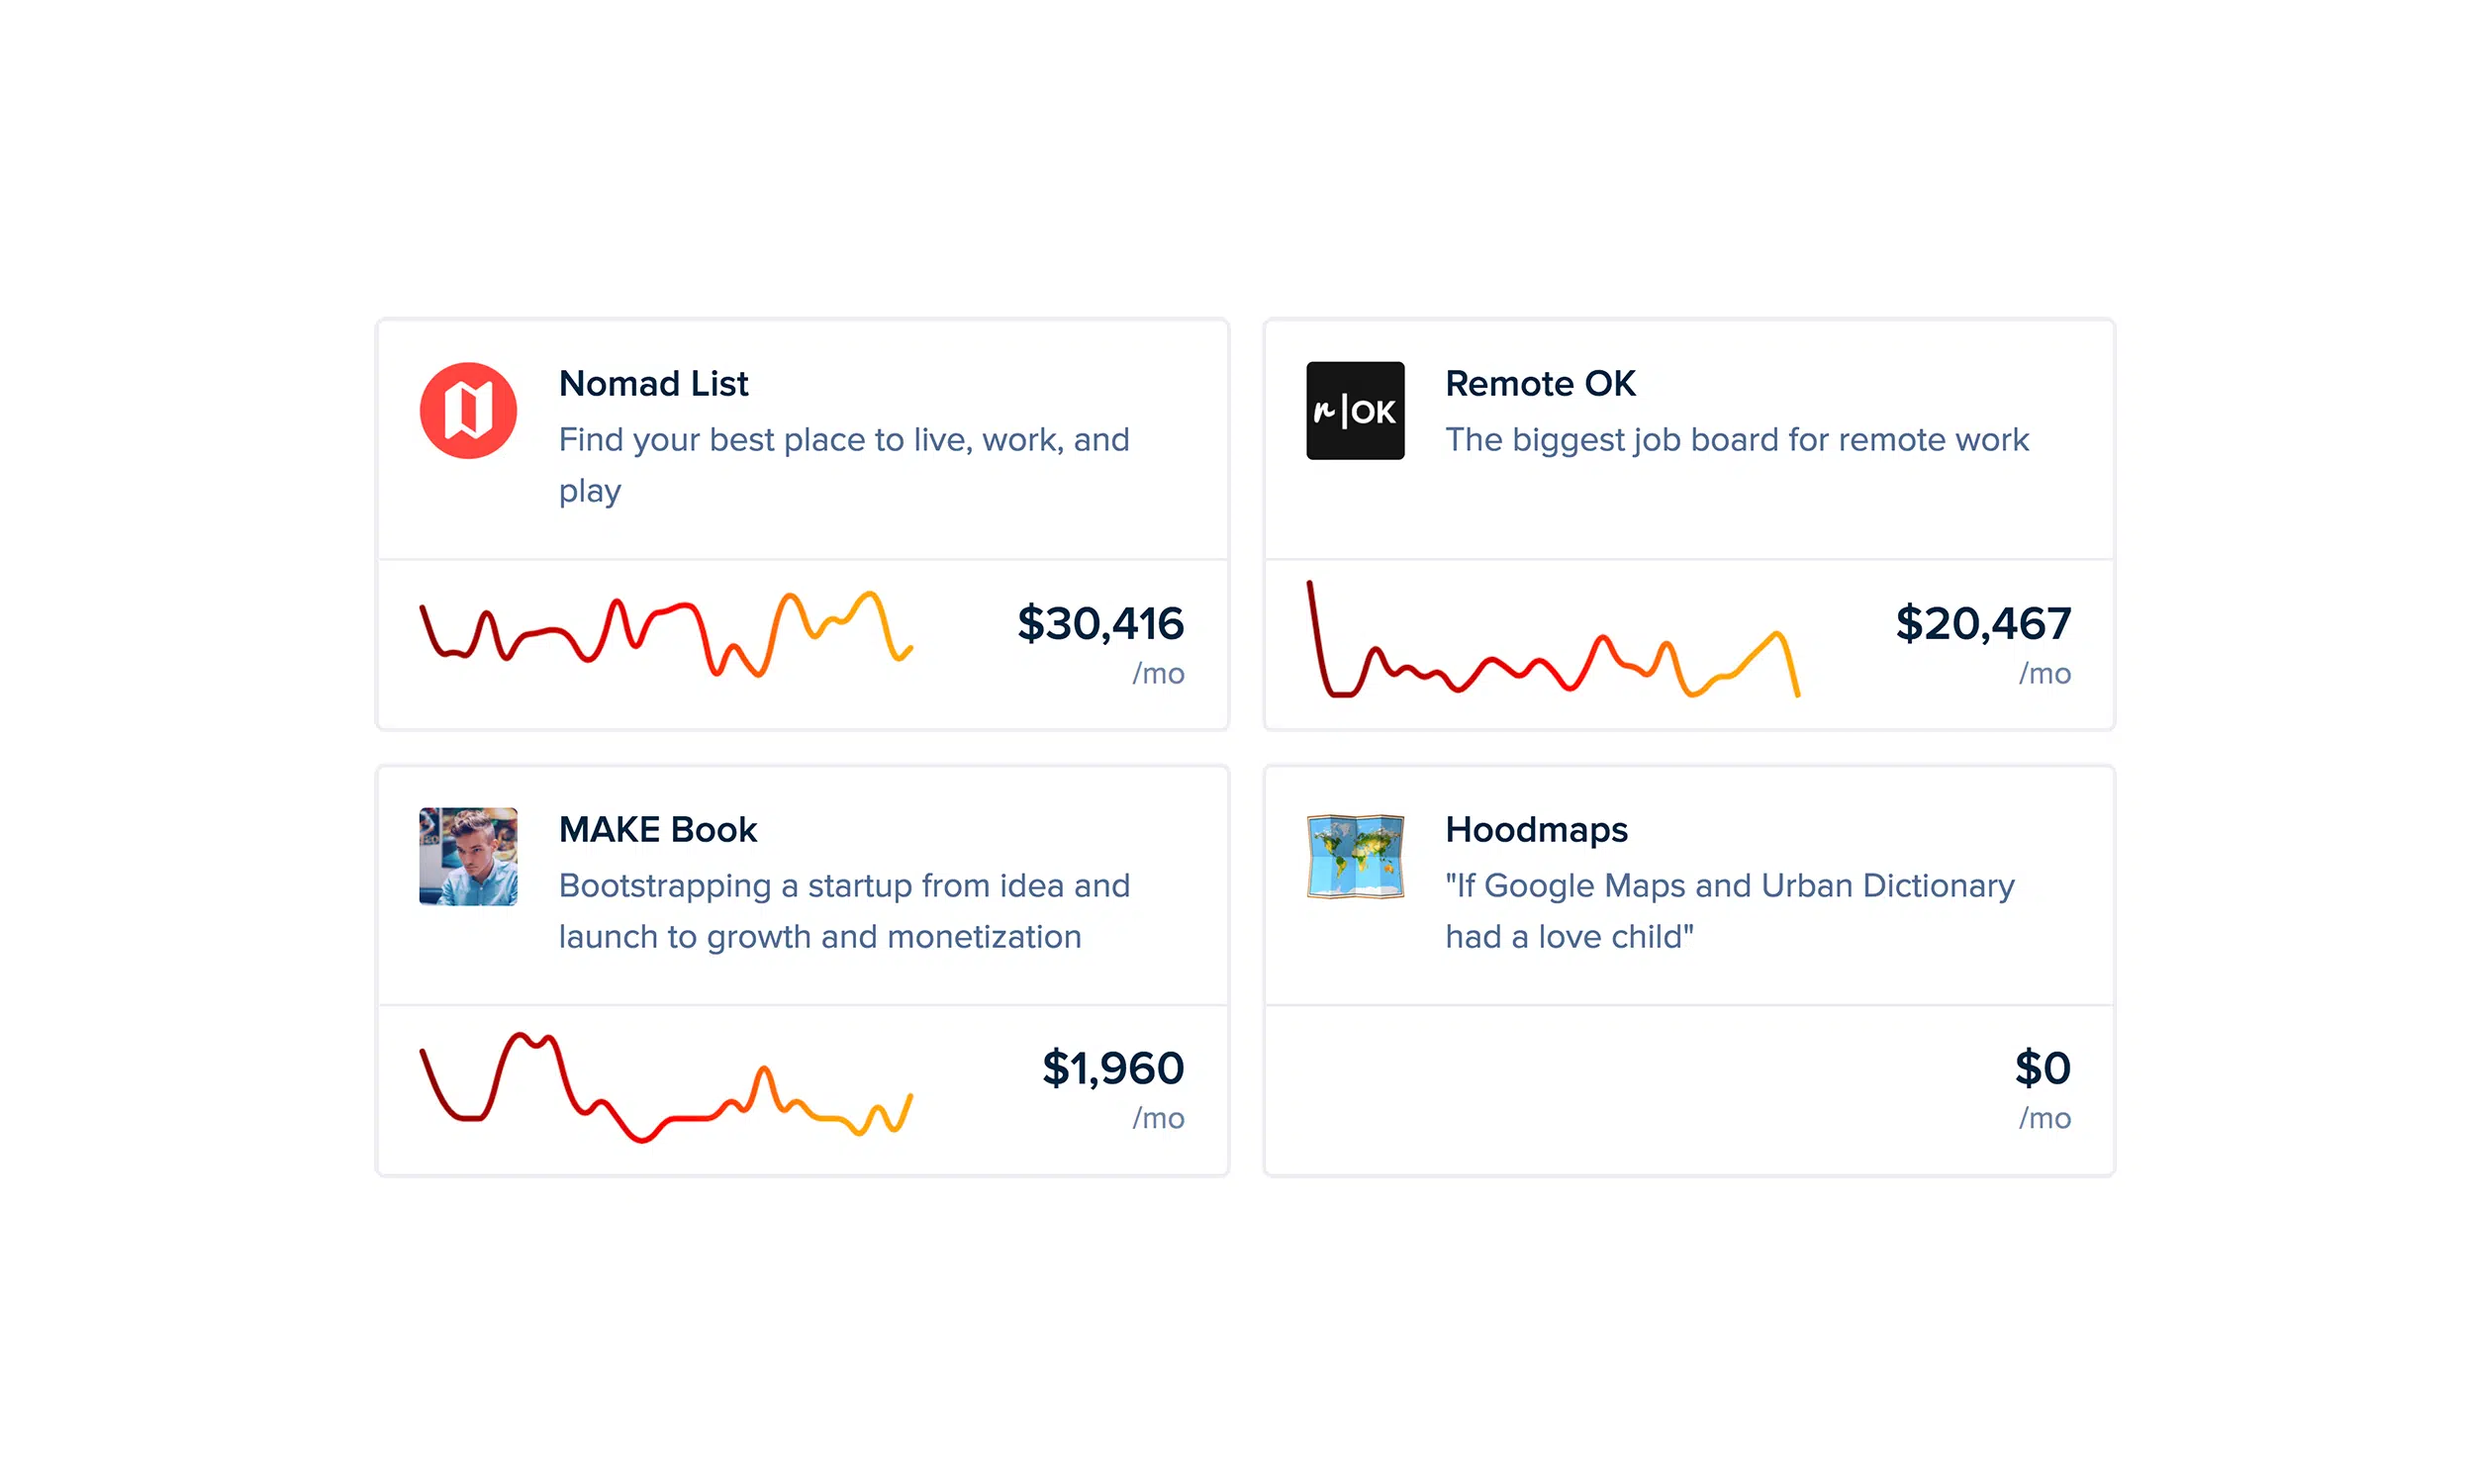 Nomad List
Find your best place to live, work, and
play
$30,416
/mo
r|OK
Remote OK
The biggest job board for remote work
$20,467
/mo
MAKE Book
Bootstrapping a startup from idea and
launch to growth and monetization
$1,960
/mo
Hoodmaps
"If Google Maps and Urban Dictionary
had a love child"
$0
/mo